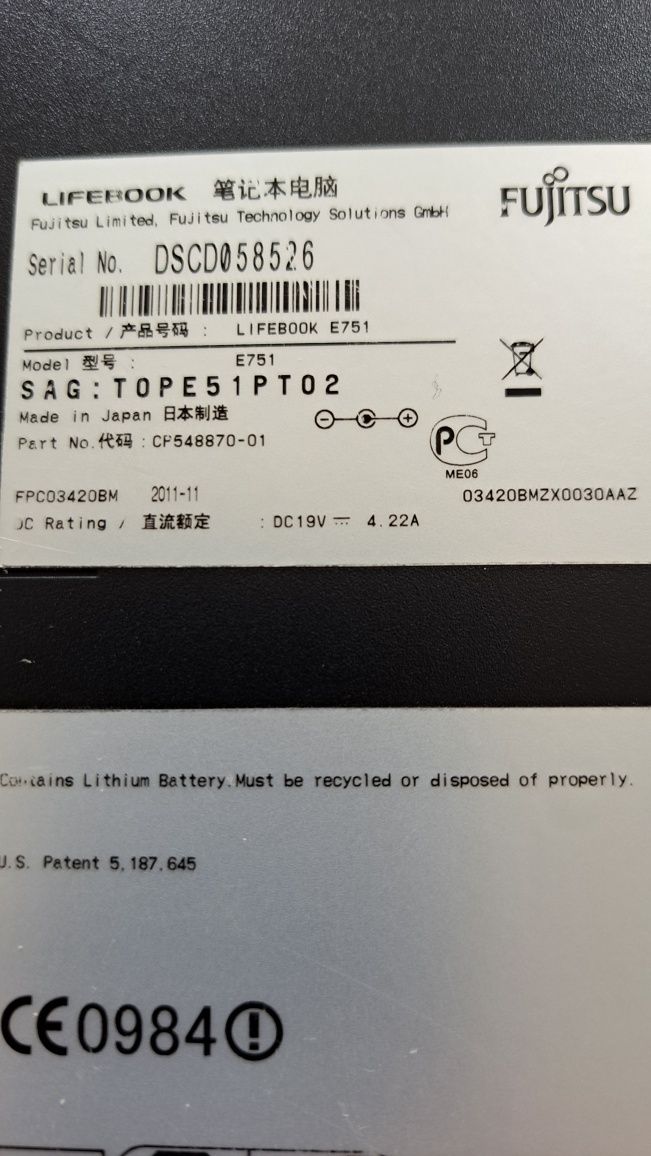 LIFEBOOK 笔记本电脑
FUJITSU
Fujitsu Limited, Fujitsu Technology Solutions GmbH
Serial No. DSCD058526
Product / 产品号码 : LIFEBOOK E751
Model 型号 : E751
SAG:TOPE51PT02
Made in Japan 日本制造
Part No.代码 : CP548870-01
PCT
ME06
FPC03420BM 2011-11
03420BMZX0030AAZ
DC Rating / 直流额定 : DC19V 4.22A
Contains Lithium Battery.Must be recycled or disposed of properly.
U.S. Patent 5,187,645
CE0984!